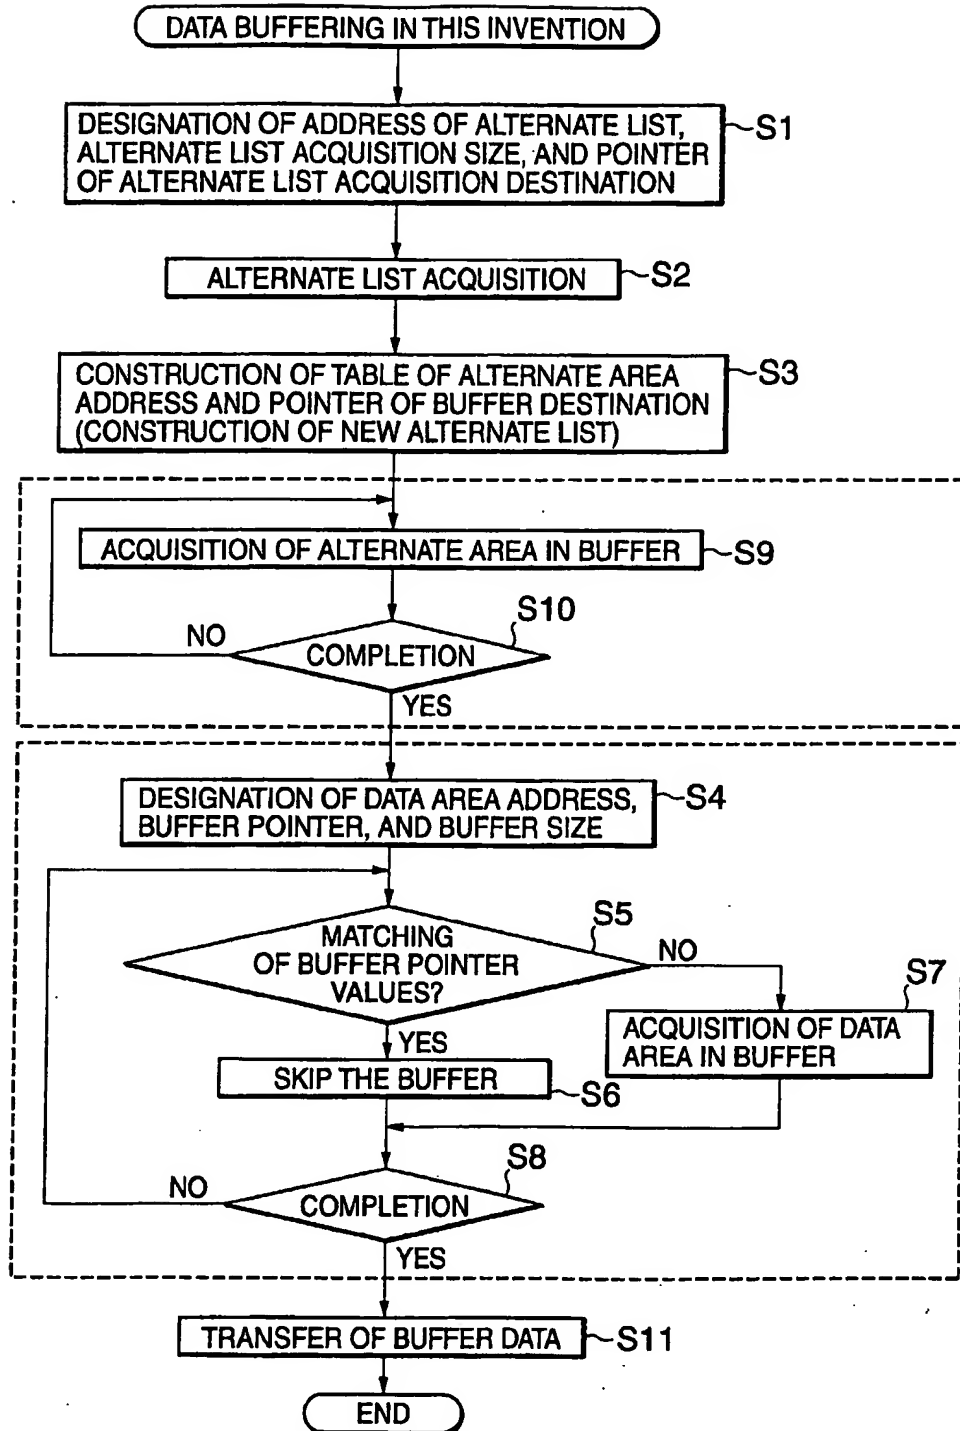 DATA BUFFERING IN THIS INVENTION
DESIGNATION OF ADDRESS OF ALTERNATE LIST,
ALTERNATE LIST ACQUISITION SIZE, AND POINTER
OF ALTERNATE LIST ACQUISITION DESTINATION
S1
ALTERNATE LIST ACQUISITION
S2
CONSTRUCTION OF TABLE OF ALTERNATE AREA
ADDRESS AND POINTER OF BUFFER DESTINATION
(CONSTRUCTION OF NEW ALTERNATE LIST)
S3
ACQUISITION OF ALTERNATE AREA IN BUFFER
S9
S10
NO
COMPLETION
YES
DESIGNATION OF DATA AREA ADDRESS,
BUFFER POINTER, AND BUFFER SIZE
S4
S5
MATCHING
OF BUFFER POINTER
VALUES?
NO
S7
YES
ACQUISITION OF DATA
AREA IN BUFFER
SKIP THE BUFFER
S6
S8
NO
COMPLETION
YES
TRANSFER OF BUFFER DATA
S11
END